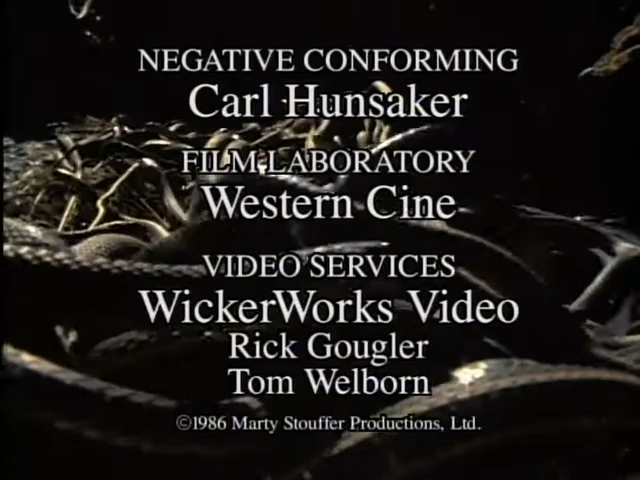 NEGATIVE CONFORMING
Carl Hunsaker
FILM LABORATORY
Western Cine
VIDEO SERVICES
WickerWorks Video
Rick Gougler
Tom Welborn
©1986 Marty Stouffer Productions, Ltd.